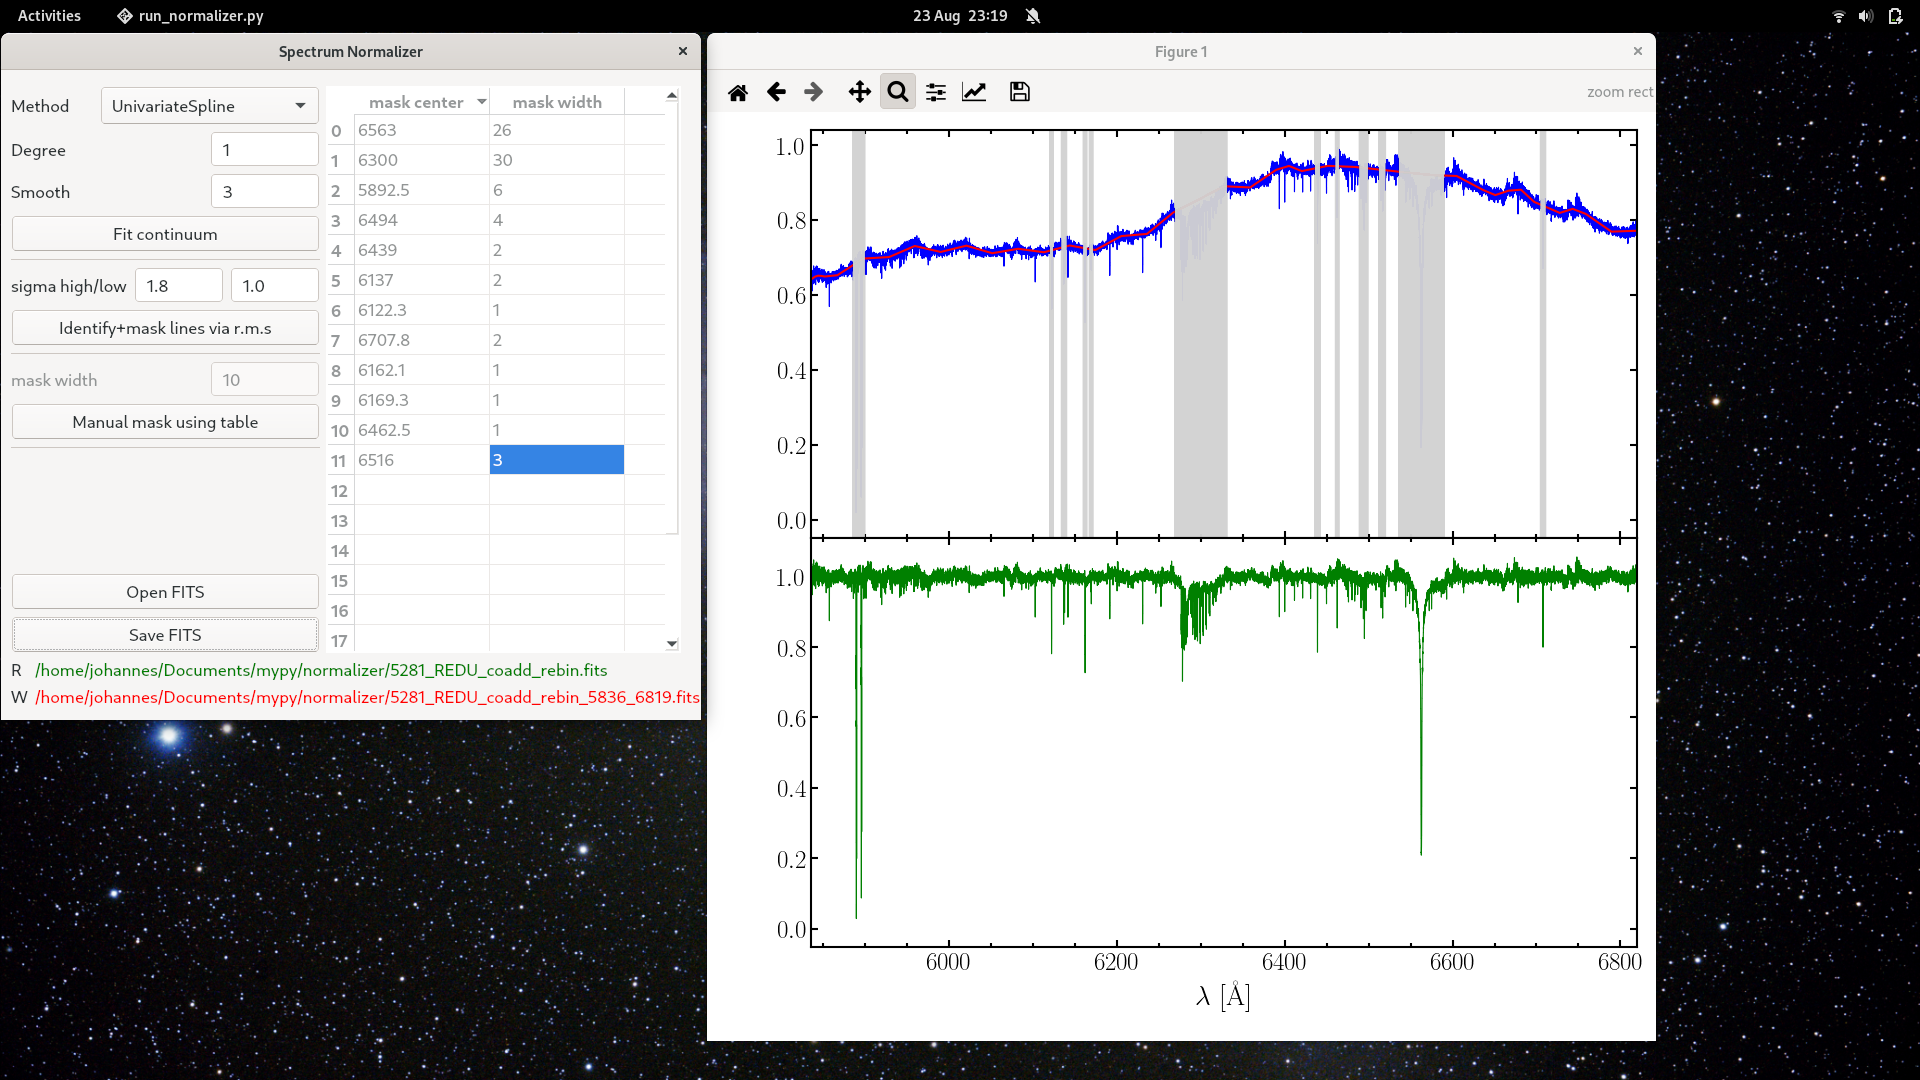 Activities
run_normalizer.py
23 Aug 23:19
Spectrum Normalizer
Method
UnivariateSpline
Degree
1
Smooth
3
Fit continuum
sigma high/low
1.8
1.0
Identify+mask lines via r.m.s
mask width
10
Manual mask using table
Open FITS
Save FITS
mask center mask width
0 6563 26
1 6300 30
2 5892.5 6
3 6494 4
4 6439 2
5 6137 2
6 6122.3 1
7 6707.8 2
8 6162.1 1
9 6169.3 1
10 6462.5 1
11 6516 3
12
13
14
15
16
17
R /home/johannes/Documents/mypy/normalizer/5281_REDU_coadd_rebin.fits
W /home/johannes/Documents/mypy/normalizer/5281_REDU_coadd_rebin_5836_6819.fits
Figure 1
zoom rect
1.0
0.8
0.6
0.4
0.2
0.0
1.0
0.8
0.6
0.4
0.2
0.0
6000 6200 6400 6600 6800
λ [Å]